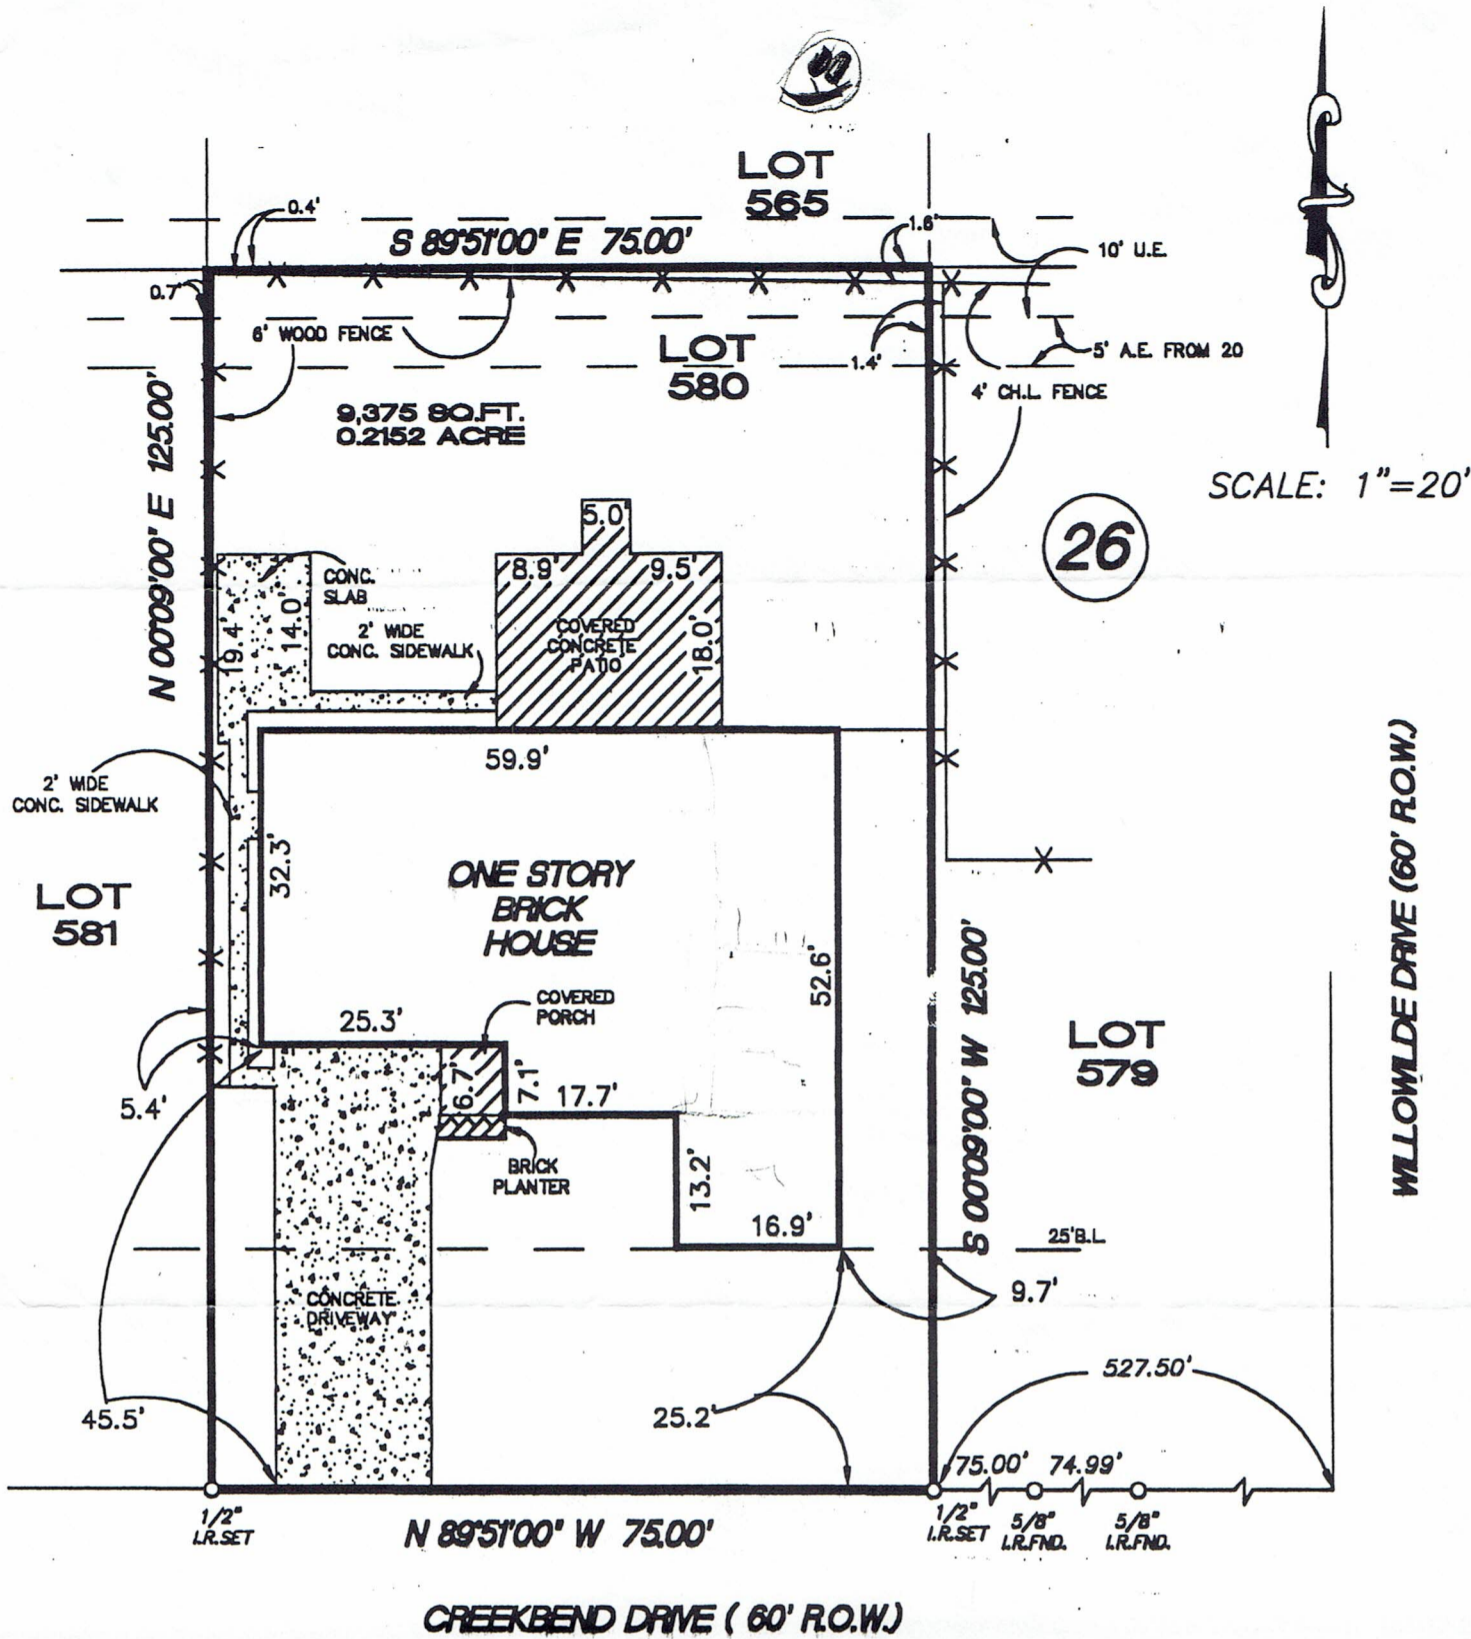 LOT
565
0.4'
S 89°51'00" E 75.00'
1.6'
10' U.E.
0.7'
6' WOOD FENCE
LOT
580
1.4'
5' A.E. FROM 20
4' CH.L. FENCE
9,375 SQ.FT.
0.2152 ACRE
N 00°09'00" E 125.00'
SCALE: 1"=20'
26
5.0'
CONC.
SLAB
8.9'
9.5'
19.4'
14.0'
2' WIDE
CONC. SIDEWALK
COVERED
CONCRETE
PATIO
18.0'
59.9'
2' WIDE
CONC. SIDEWALK
32.3'
ONE STORY
BRICK
HOUSE
LOT
581
52.6'
S 00°09'00" W 125.00'
WILLOWILDE DRIVE (60' R.O.W.)
25.3'
COVERED
PORCH
LOT
579
5.4'
6.7'
7.1'
17.7'
BRICK
PLANTER
13.2'
16.9'
25'B.L.
9.7'
CONCRETE
DRIVEWAY
45.5'
25.2'
527.50'
75.00'
74.99'
1/2"
I.R.SET
N 89°51'00" W 75.00'
1/2"
I.R.SET
5/8"
I.R.FND.
5/8"
I.R.FND.
CREEKBEND DRIVE ( 60' R.O.W.)